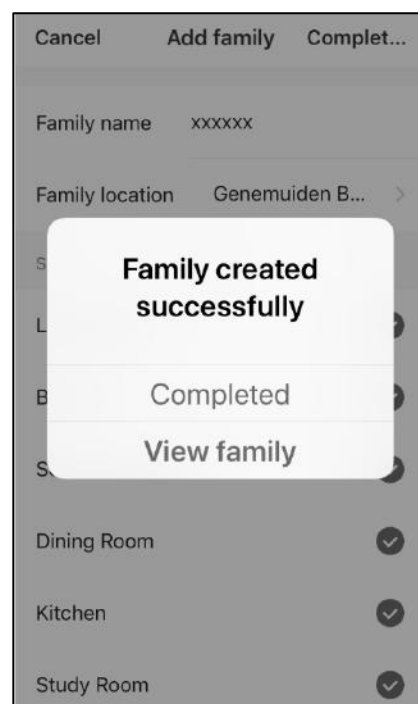 Cancel Add family Complet...
Family name xxxxxx
Family location Genemuiden B... >
S
Family created
successfully
L
B
Completed
View family
S
Dining Room
Kitchen
Study Room